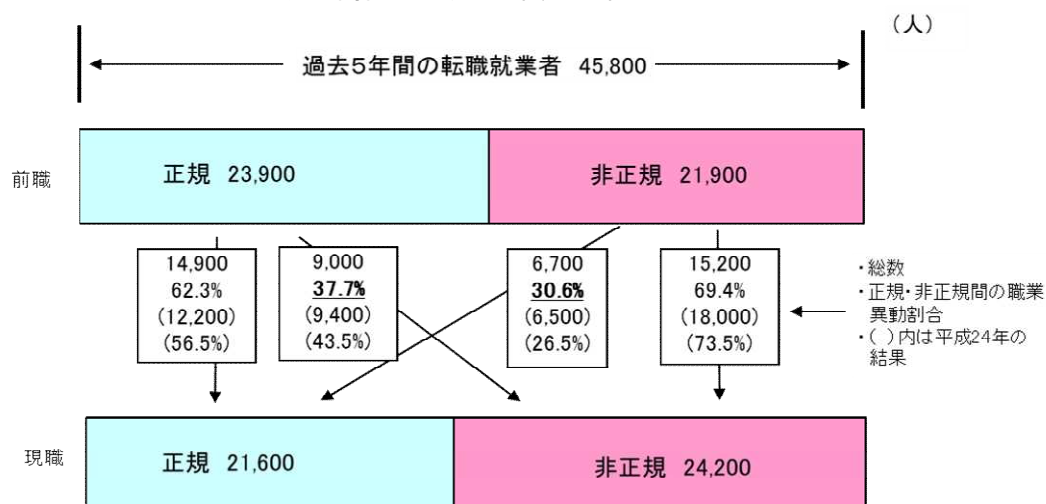 （人）
過去5年間の転職就業者 45,800
前職
正規 23,900
非正規 21,900
14,900
62.3%
(12,200)
(56.5%)
9,000
37.7%
(9,400)
(43.5%)
6,700
30.6%
(6,500)
(26.5%)
15,200
69.4%
(18,000)
(73.5%)
・総数
・正規・非正規間の職業
異動割合
・( )内は平成24年の
結果
現職
正規 21,600
非正規 24,200